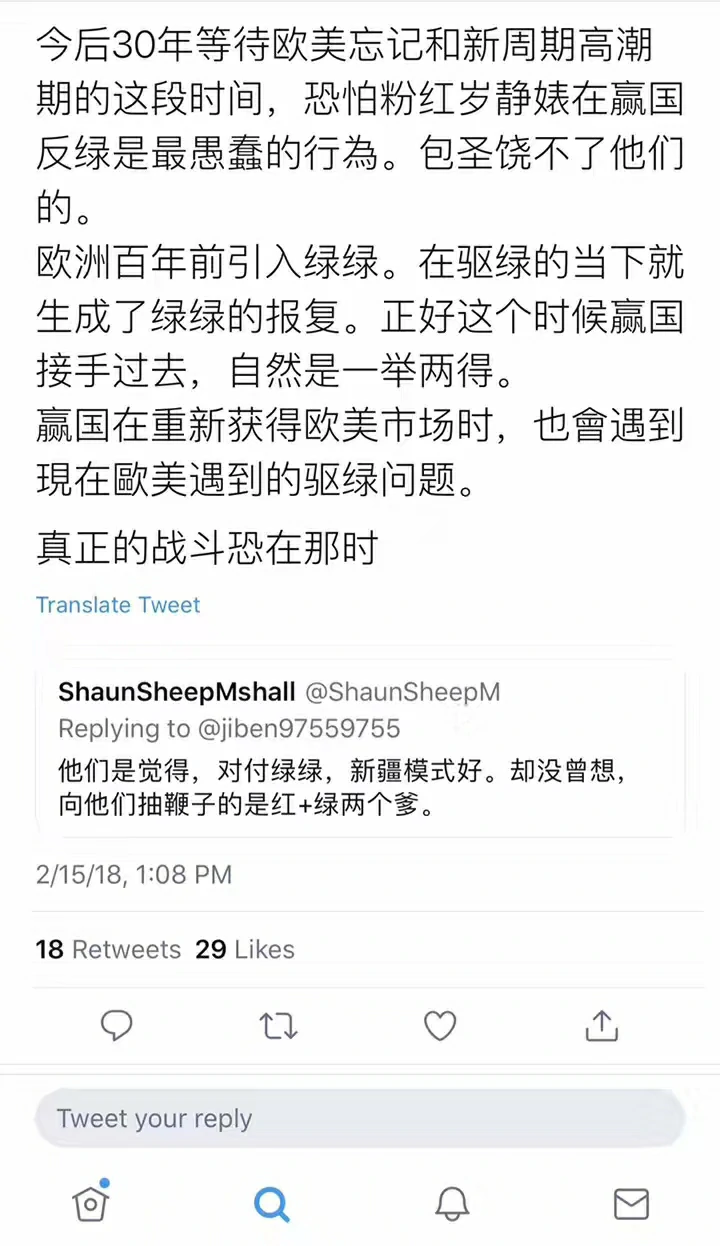 今后30年等待欧美忘记和新周期高潮
期的这段时间，恐怕粉红岁静婊在赢国
反绿是最愚蠢的行為。包圣饶不了他们
的。
欧洲百年前引入绿绿。在驱绿的当下就
生成了绿绿的报复。正好这个时候赢国
接手过去，自然是一举两得。
赢国在重新获得欧美市场时，也會遇到
現在歐美遇到的驱绿问题。
真正的战斗恐在那时
Translate Tweet
ShaunSheepMshall @ShaunSheepM
Replying to @jiben97559755
他们是觉得，对付绿绿，新疆模式好。却没曾想，
向他们抽鞭子的是红+绿两个爹。
2/15/18, 1:08 PM
18 Retweets 29 Likes
Tweet your reply